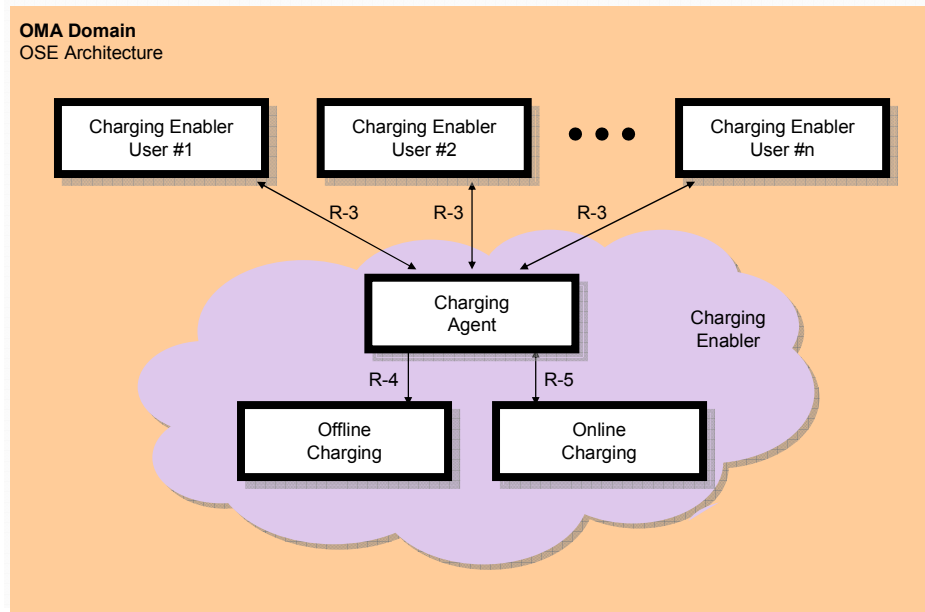 OMA Domain
OSE Architecture
Charging Enabler
User #1
Charging Enabler
User #2
Charging Enabler
User #n
R-3
R-3
R-3
Charging
Agent
Charging
Enabler
R-4
R-5
Offline
Charging
Online
Charging